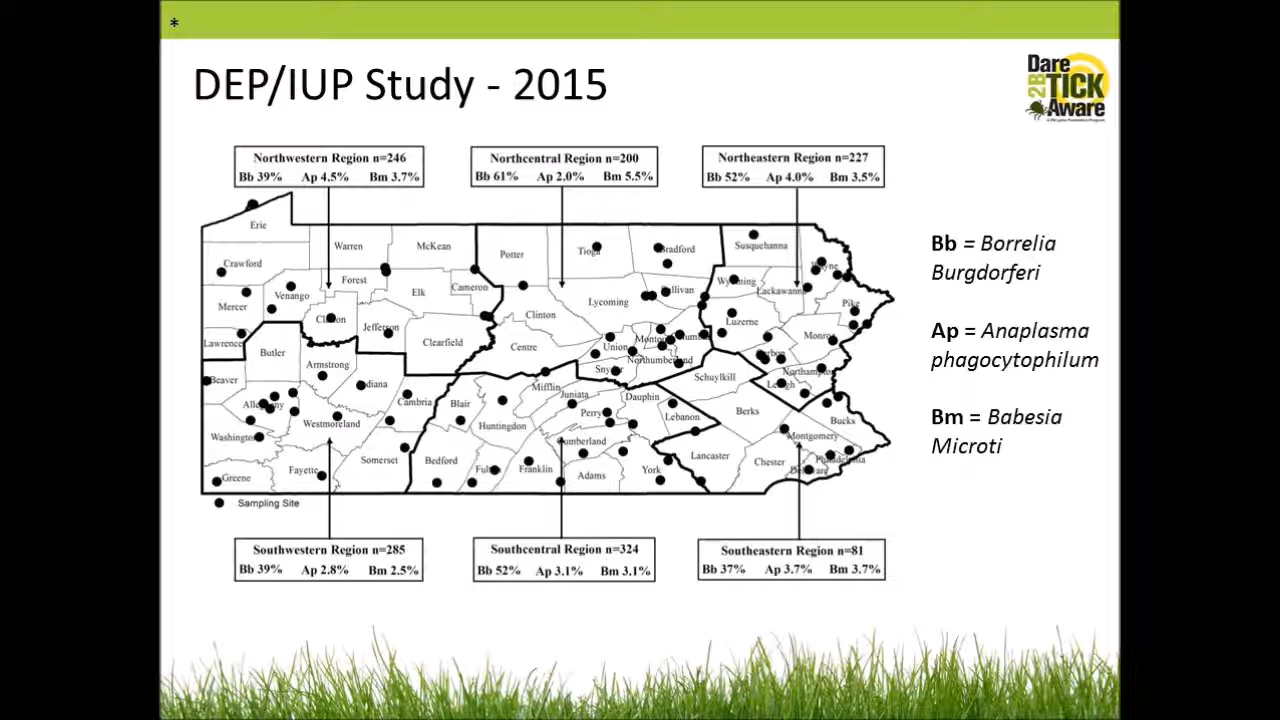 *
DEP/IUP Study - 2015
Dare
2B TICK
Aware
Northwestern Region n=246
Bb 39% Ap 4.5% Bm 3.7%
Northcentral Region n=200
Bb 61% Ap 2.0% Bm 5.5%
Northeastern Region n=227
Bb 52% Ap 4.0% Bm 3.5%
Erie
Warren
McKean
Potter
Tioga
Bradford
Susquehanna
Wayne
Crawford
Forest
Elk
Cameron
Sullivan
Wyoming
Lackawanna
Mercer
Venango
Clarion
Jefferson
Clinton
Lycoming
Luzerne
Pike
Monroe
Lawrence
Butler
Armstrong
Clearfield
Centre
Union
Snyder
Northumberland
Carbon
Northampton
Lehigh
Beaver
Indiana
Cambria
Blair
Mifflin
Juniata
Dauphin
Schuylkill
Allegheny
Westmoreland
Huntingdon
Perry
Lebanon
Berks
Bucks
Washington
Somerset
Bedford
Cumberland
Lancaster
Montgomery
Greene
Fayette
Fulton
Franklin
Adams
York
Chester
Delaware
Philadelphia
Sampling Site
Southwestern Region n=285
Bb 39% Ap 2.8% Bm 2.5%
Southcentral Region n=324
Bb 52% Ap 3.1% Bm 3.1%
Southeastern Region n=81
Bb 37% Ap 3.7% Bm 3.7%
Bb = Borrelia
Burgdorferi
Ap = Anaplasma
phagocytophilum
Bm = Babesia
Microti